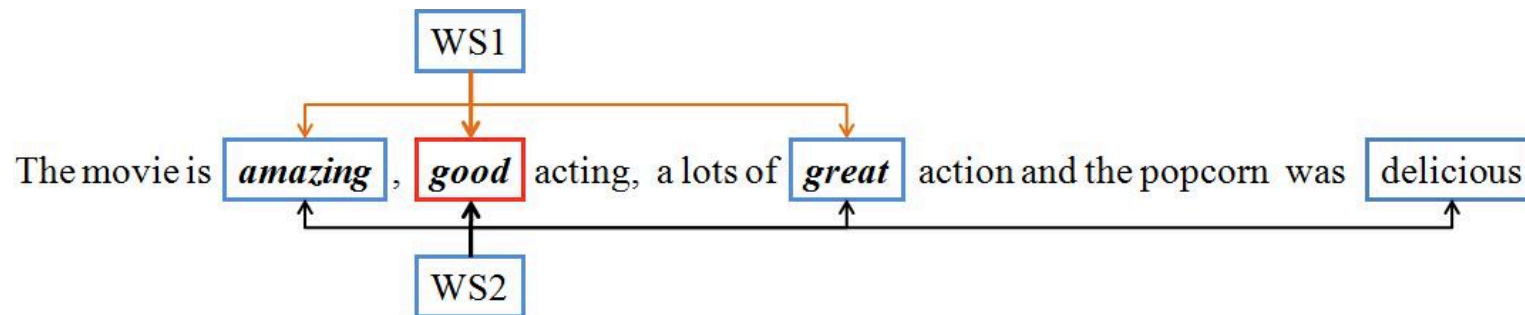 WS1
The movie is amazing , good acting, a lots of great action and the popcorn was delicious
WS2